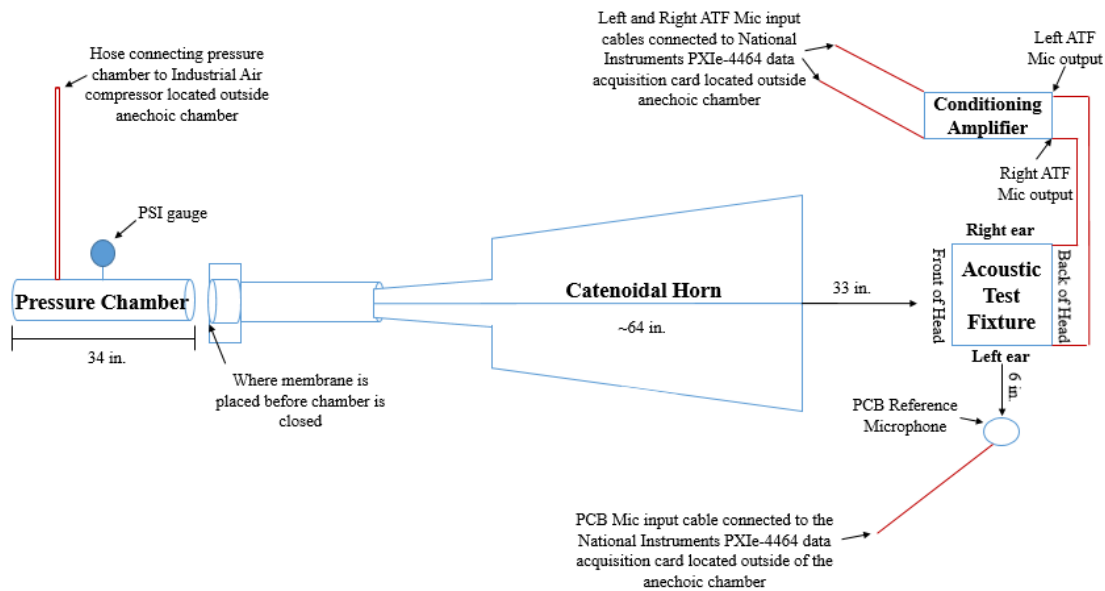 Hose connecting pressure
chamber to Industrial Air
compressor located outside
anechoic chamber
Left and Right ATF Mic input
cables connected to National
Instruments PXIe-4464 data
acquisition card located outside
anechoic chamber
Left ATF
Mic output
Conditioning
Amplifier
Right ATF
Mic output
PSI gauge
Pressure Chamber
34 in.
Where membrane is
placed before chamber is
closed
Catenoidal Horn
~64 in.
33 in.
Right ear
Front of Head
Acoustic
Test
Fixture
Back of Head
Left ear
6 in.
PCB Reference
Microphone
PCB Mic input cable connected to the
National Instruments PXIe-4464 data
acquisition card located outside of the
anechoic chamber